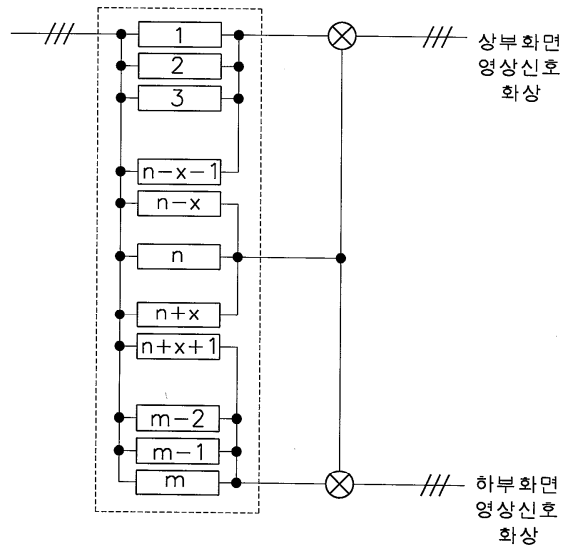 1
2
3
n-x-1
n-x
n
n+x
n+x+1
m-2
m-1
m
상부화면
영상신호
화상
하부화면
영상신호
화상